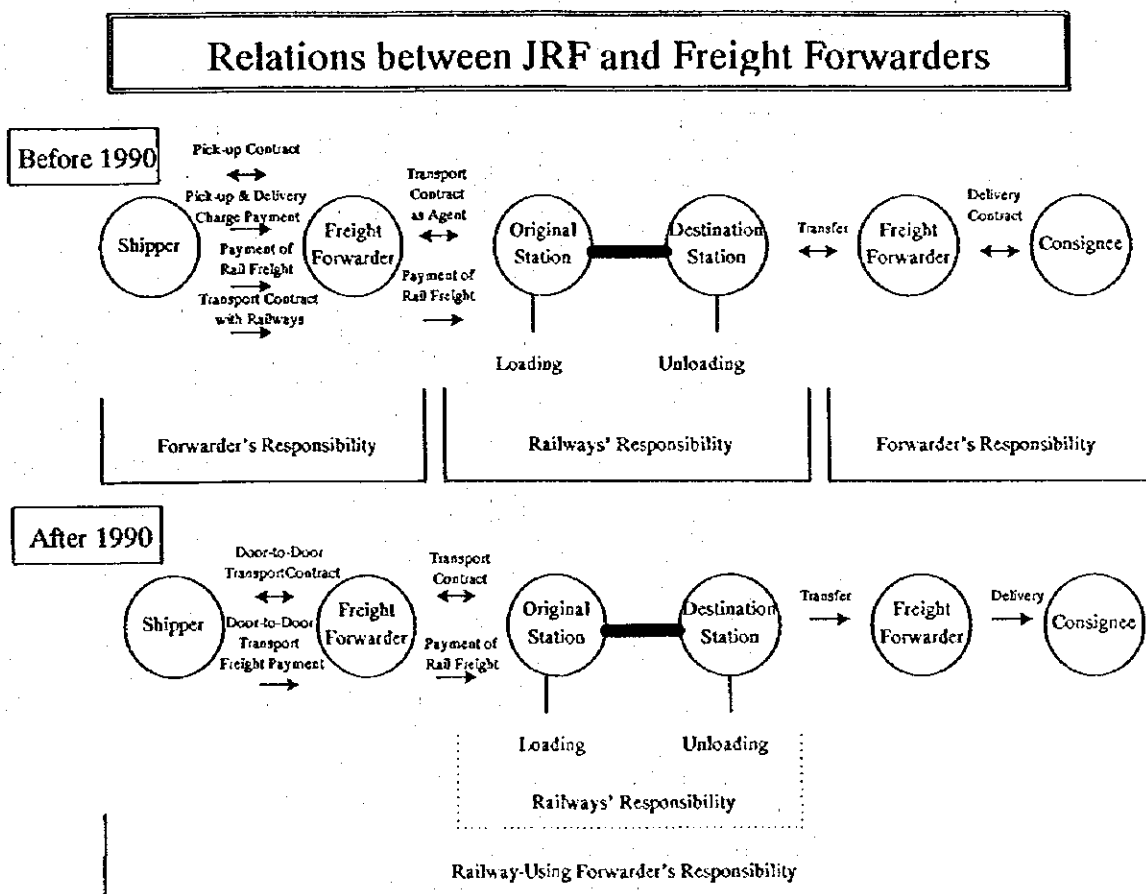 Relations between JRF and Freight Forwarders
Before 1990
Pick-up Contract
Pick-up & Delivery
Charge Payment
Payment of
Rail Freight
Transport Contract
with Railways
Shipper
Freight
Forwarder
Transport
Contract
as Agent
Payment of
Rail Freight
Original
Station
Destination
Station
Transfer
Freight
Forwarder
Delivery
Contract
Consignee
Loading
Unloading
Forwarder's Responsibility
Railways' Responsibility
Forwarder's Responsibility
After 1990
Door-to-Door
Transport Contract
Door-to-Door
Transport
Freight Payment
Shipper
Freight
Forwarder
Transport
Contract
Payment of
Rail Freight
Original
Station
Destination
Station
Transfer
Freight
Forwarder
Delivery
Consignee
Loading
Unloading
Railways' Responsibility
Railway-Using Forwarder's Responsibility